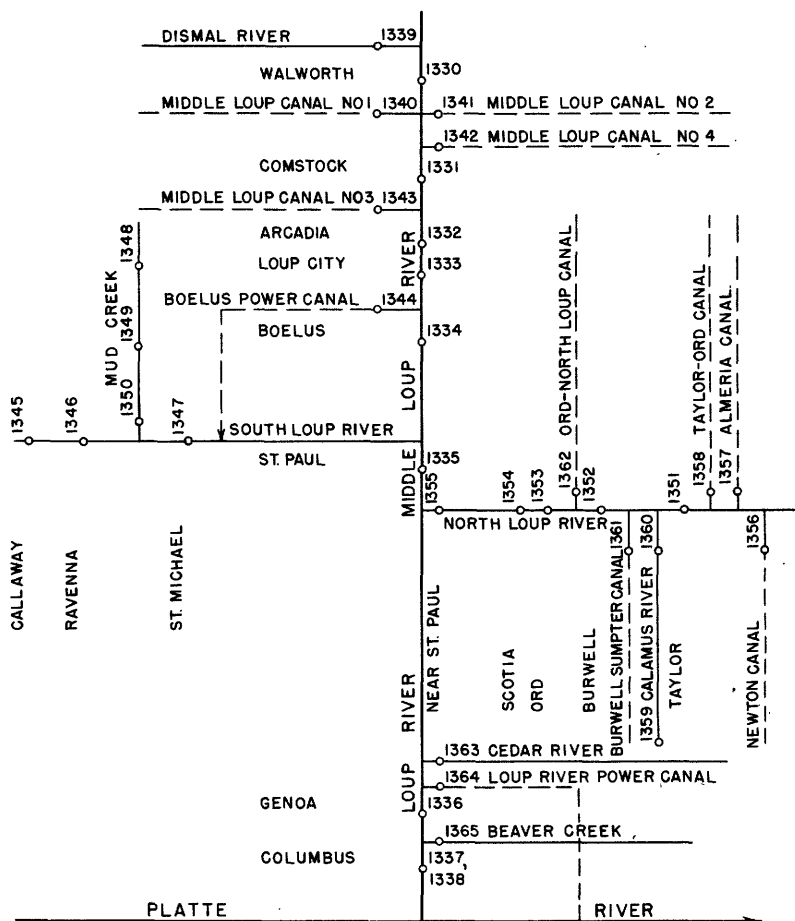 DISMAL RIVER 1339
WALWORTH 1330
MIDDLE LOUP CANAL NO 1 1340 1341 MIDDLE LOUP CANAL NO 2
1342 MIDDLE LOUP CANAL NO 4
COMSTOCK 1331
MIDDLE LOUP CANAL NO3 1343
ARCADIA 1332
LOUP CITY 1333
BOELUS POWER CANAL 1344
BOELUS 1334
MUD CREEK
1348
1349
1350
1345
1346
1347
SOUTH LOUP RIVER
ST. PAUL 1335
MIDDLE LOUP RIVER
ORD-NORTH LOUP CANAL
TAYLOR-ORD CANAL
ALMERIA CANAL
1355
1354
1353
1362
1352
1351
1358
1357
NORTH LOUP RIVER
1361
1360
1356
CALLAWAY
RAVENNA
ST. MICHAEL
NEAR ST. PAUL
SCOTIA
ORD
BURWELL
BURWELL SUMPTER CANAL
1359 CALAMUS RIVER
TAYLOR
NEWTON CANAL
LOUP RIVER
1363 CEDAR RIVER
1364 LOUP RIVER POWER CANAL
GENOA 1336
1365 BEAVER CREEK
COLUMBUS 1337,
1338
PLATTE RIVER